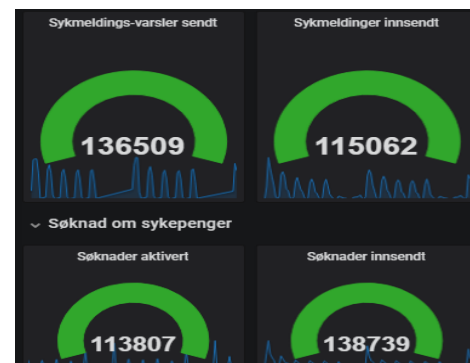 Sykmeldings-varsler sendt
Sykmeldinger innsendt
136509
115062
Søknad om sykepenger
Søknader aktivert
Søknader innsendt
113807
138739